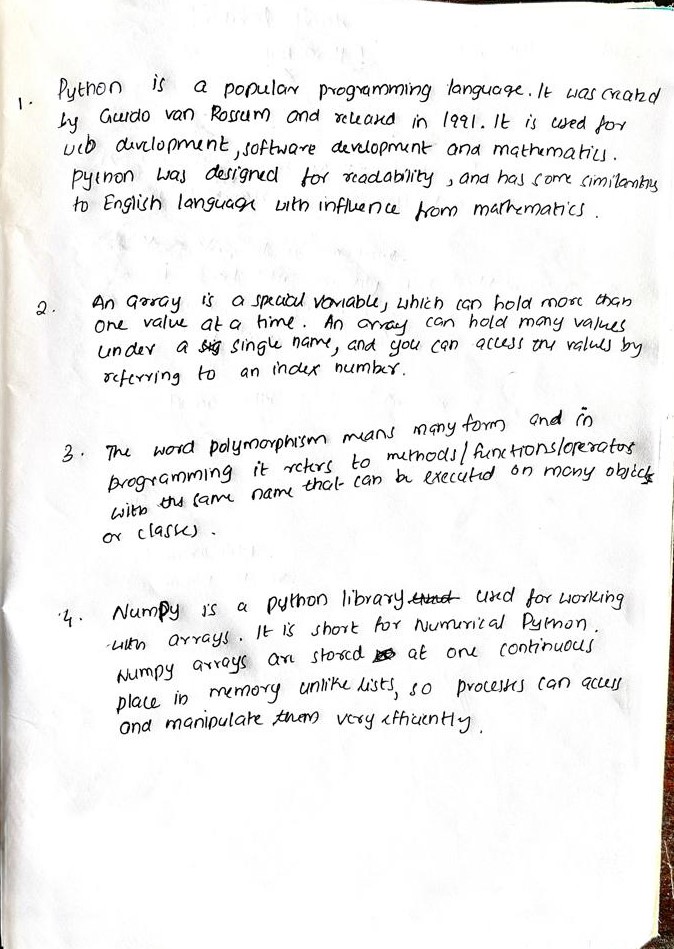 1. Python is a popular programming language. It was created
by Guido van Rossum and released in 1991. It is used for
web development, software development and mathematics.
Python was designed for readability, and has some similarities
to English language with influence from mathematics.
2. An array is a special variable, which can hold more than
one value at a time. An array can hold many values
under a single name, and you can access the values by
referring to an index number.
3. The word polymorphism means many form and in
programming it refers to methods/functions/operators
with the same name that can be executed on many objects
or classes.
4. Numpy is a python library used for working
with arrays. It is short for Numerical Python.
Numpy arrays are stored at one continuous
place in memory unlike lists, so processes can access
and manipulate them very efficiently.